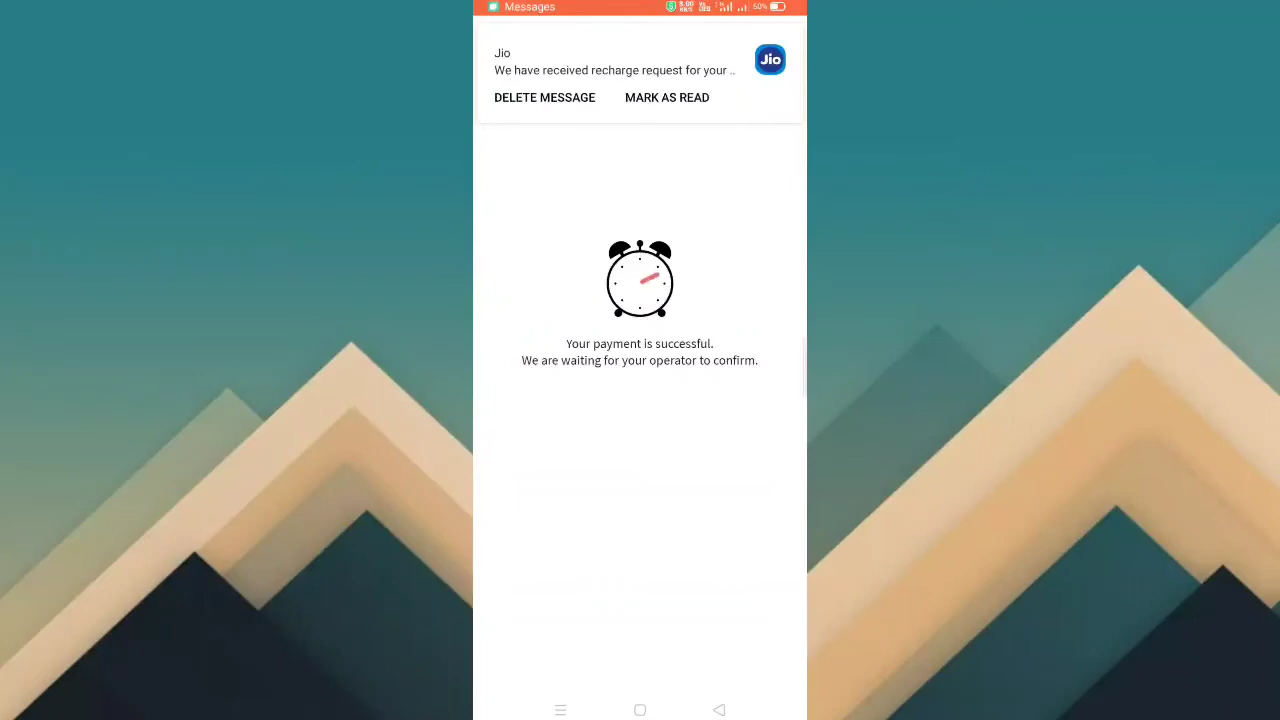 Messages
50%
Jio
We have received recharge request for your ..
Jio
DELETE MESSAGE MARK AS READ
Your payment is successful.
We are waiting for your operator to confirm.